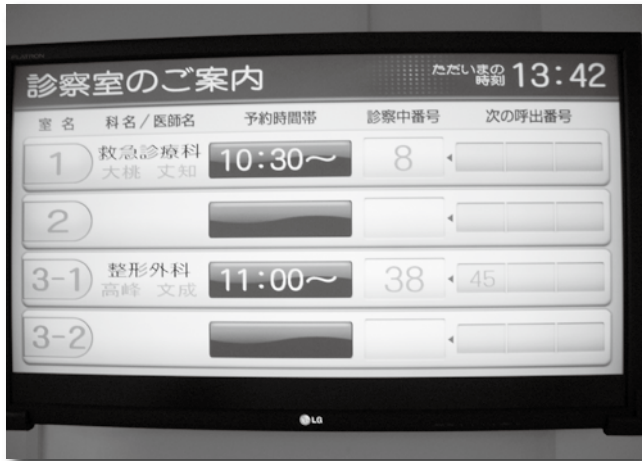 診察室のご案内 ただいまの時刻 13:42
室名 科名/医師名 予約時間帯 診察中番号 次の呼出番号
1 救急診療科 大桃 丈知 10:30～ 8
2
3-1 整形外科 高峰 文成 11:00～ 38 45
3-2
LG